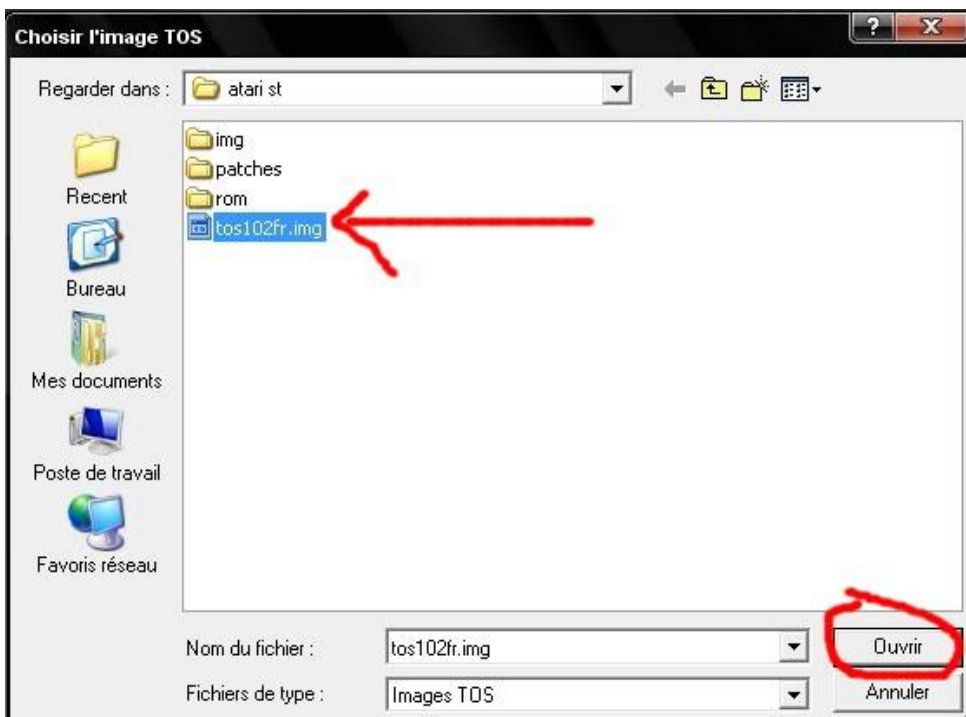 Choisir l'image TOS
?
X
Regarder dans :
atari st
img
patches
rom
tos102fr.img
Recent
Bureau
Mes documents
Poste de travail
Favoris réseau
Nom du fichier :
tos102fr.img
Ouvrir
Fichiers de type :
Images TOS
Annuler